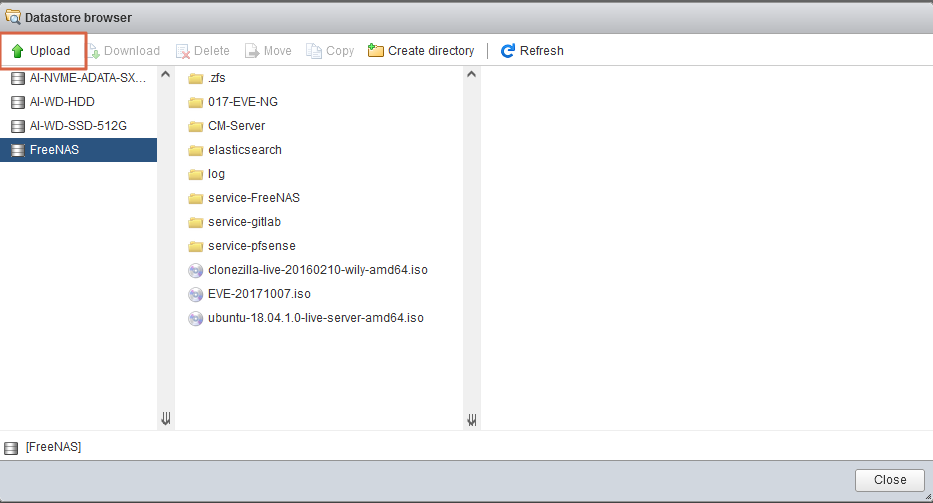 Datastore browser
Upload Download Delete Move Copy Create directory Refresh
AI-NVME-ADATA-SX...
AI-WD-HDD
AI-WD-SSD-512G
FreeNAS
.zfs
017-EVE-NG
CM-Server
elasticsearch
log
service-FreeNAS
service-gitlab
service-pfsense
clonezilla-live-20160210-wily-amd64.iso
EVE-20171007.iso
ubuntu-18.04.1.0-live-server-amd64.iso
[FreeNAS]
Close